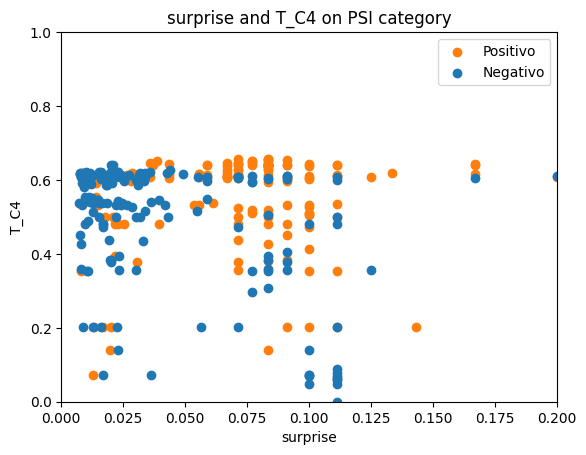 surprise and T_C4 on PSI category
Positivo
Negativo
T_C4
1.0
0.8
0.6
0.4
0.2
0.0
0.000 0.025 0.050 0.075 0.100 0.125 0.150 0.175 0.200
surprise